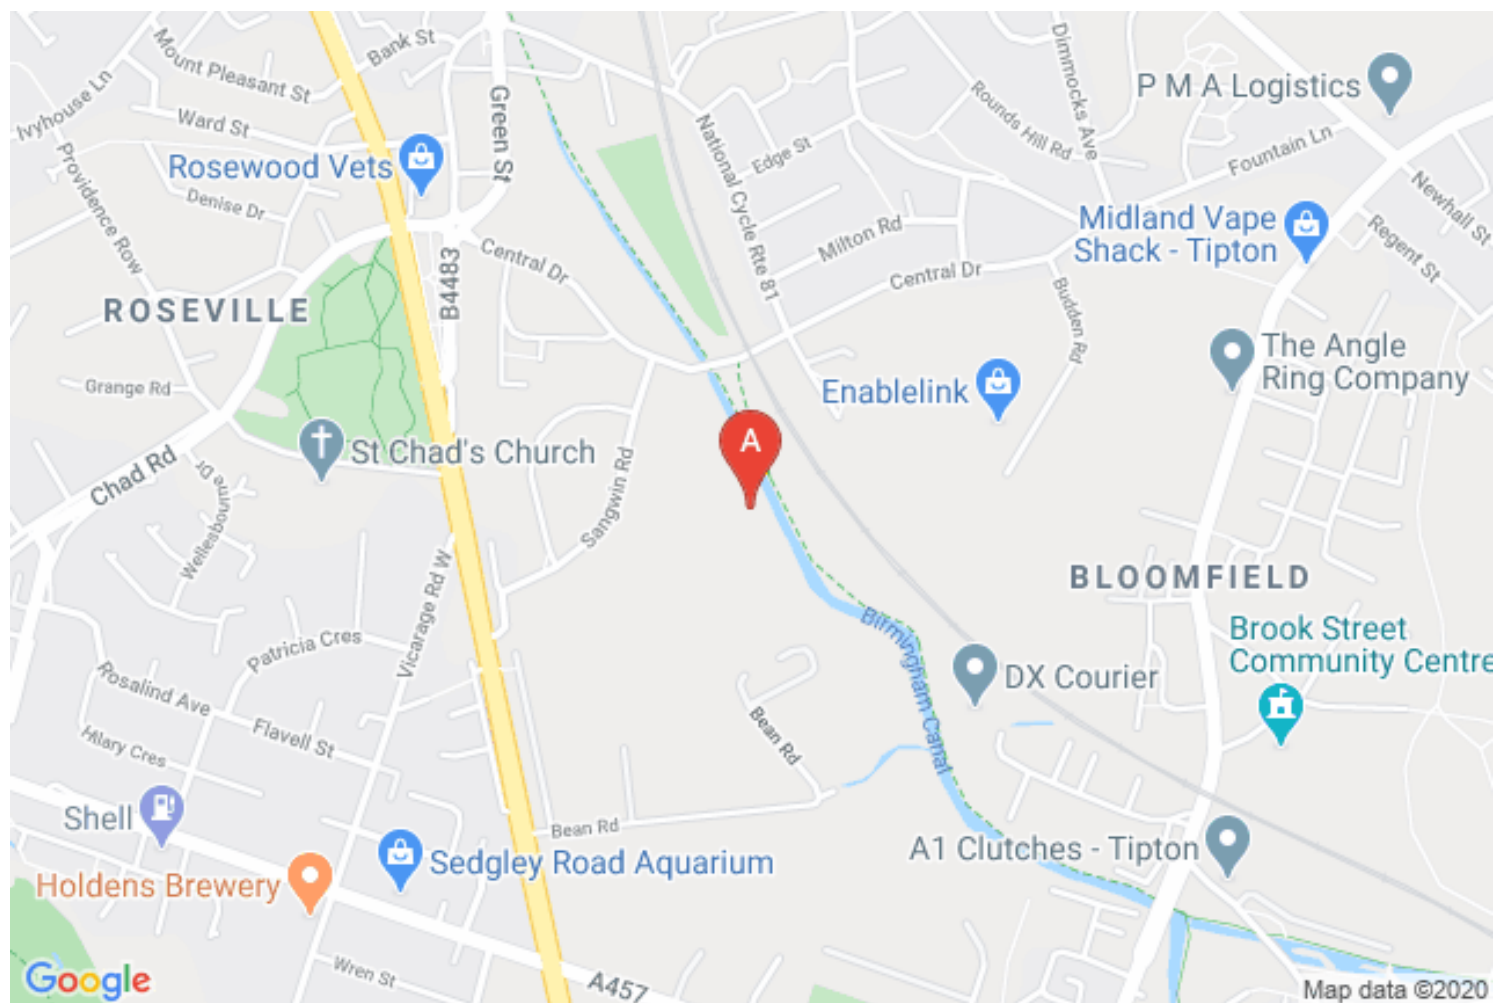 Bank St
Mount Pleasant St
Ivyhouse Ln
Ward St
Green St
Providence Row
Rosewood Vets
Denise Dr
B4483
Central Dr
National Cycle Rte 81
Edge St
Milton Rd
Central Dr
Dimmocks Ave
Rounds Hill Rd
P M A Logistics
Fountain Ln
Newhall St
Regent St
Midland Vape
Shack - Tipton
Budden Rd
ROSEVILLE
Grange Rd
The Angle
Ring Company
Enablelink
A
St Chad's Church
Chad Rd
Wellesbourne Dr
Sangwin Rd
Vicarage Rd W
BLOOMFIELD
Birmingham Canal
Brook Street
Community Centre
Patricia Cres
Rosalind Ave
Flavell St
Hilary Cres
DX Courier
Bean Rd
Bean Rd
Shell
Sedgley Road Aquarium
Holdens Brewery
A1 Clutches - Tipton
Wren St
A457
Google
Map data ©2020